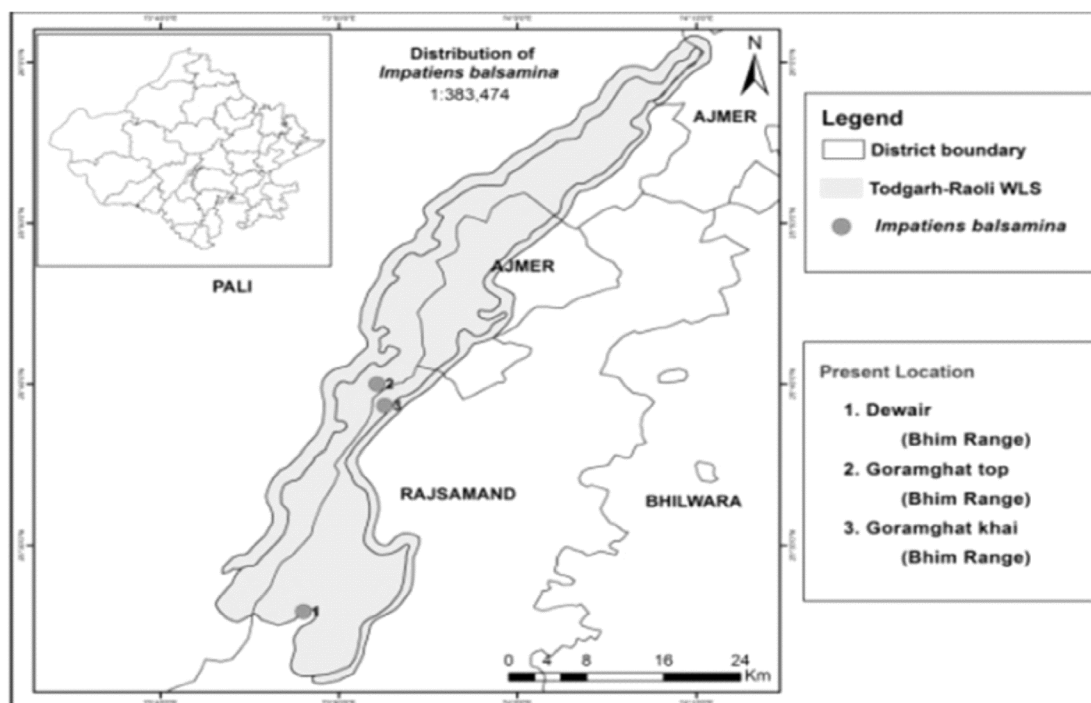 Distribution of
Impatiens balsamina
1:383,474
N
AJMER
AJMER
PALI
2
3
RAJSAMAND
BHILWARA
1
0 4 8 16 24
Km
Legend
District boundary
Todgarh-Raoli WLS
Impatiens balsamina
Present Location
1. Dewair
(Bhim Range)
2. Goramghat top
(Bhim Range)
3. Goramghat khai
(Bhim Range)